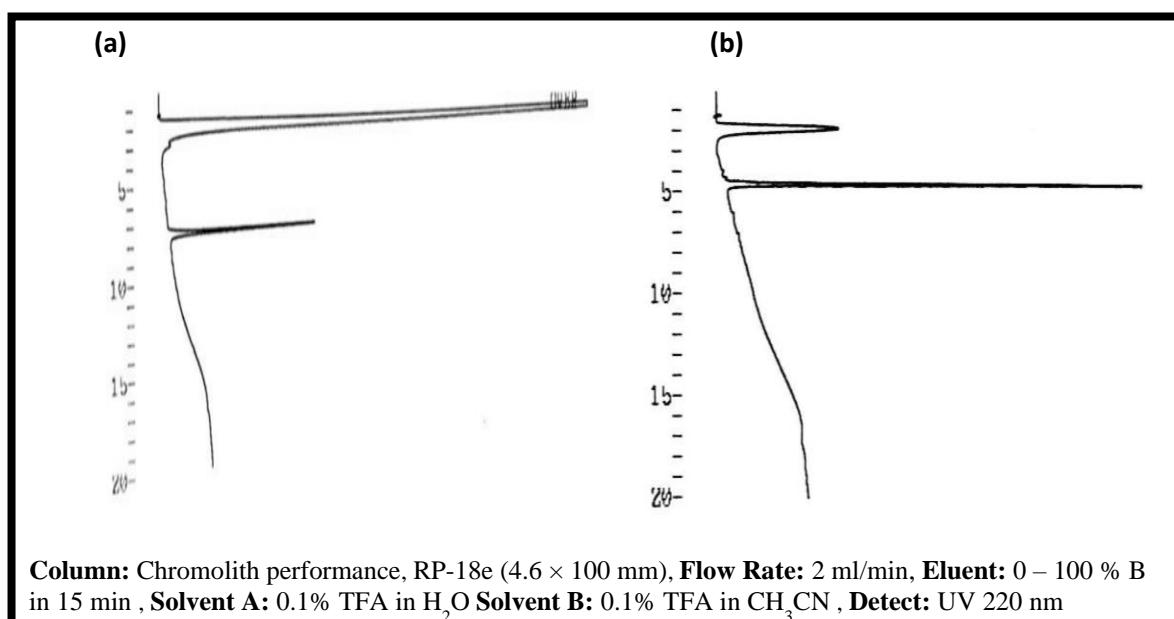 (a)
(b)
5-
10-
15-
20-
5-
10-
15-
20-
Column: Chromolith performance, RP-18e (4.6 × 100 mm), Flow Rate: 2 ml/min, Eluent: 0 – 100 % B
in 15 min , Solvent A: 0.1% TFA in H₂O Solvent B: 0.1% TFA in CH₃CN , Detect: UV 220 nm